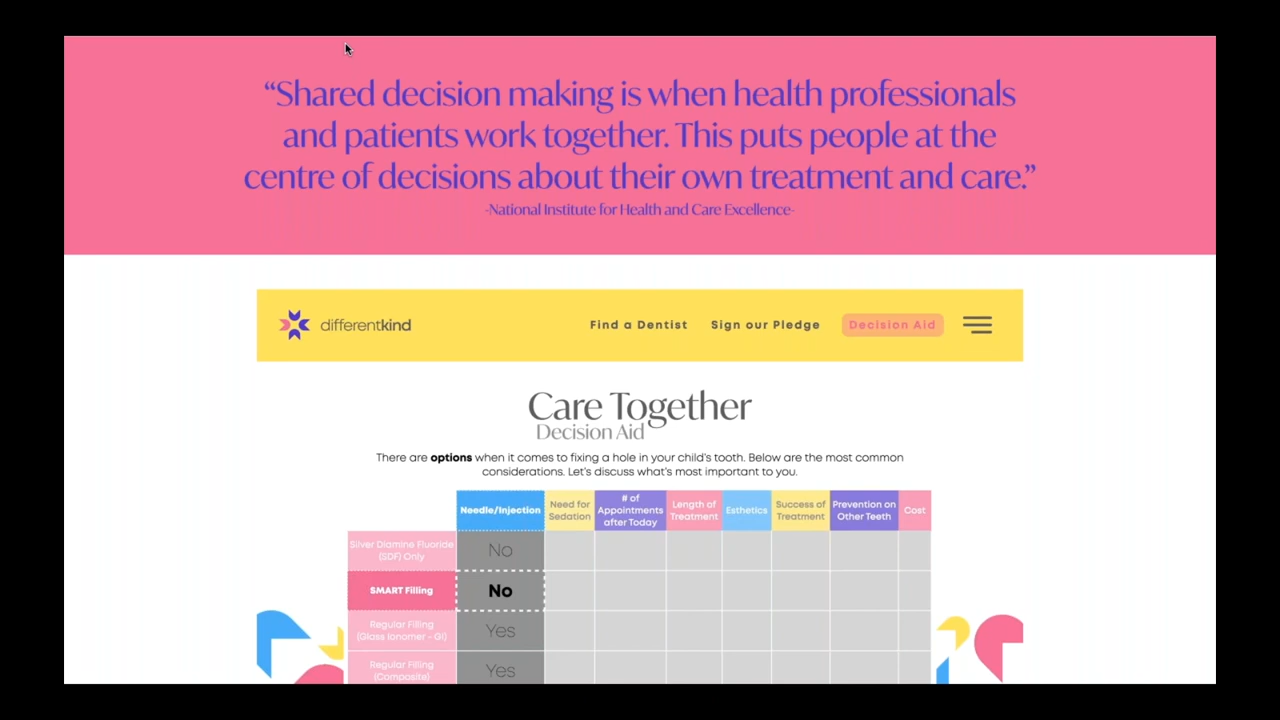 “Shared decision making is when health professionals
and patients work together. This puts people at the
centre of decisions about their own treatment and care.”
-National Institute for Health and Care Excellence-
differentkind
Find a Dentist
Sign our Pledge
Decision Aid
Care Together
Decision Aid
There are options when it comes to fixing a hole in your child's tooth. Below are the most common
considerations. Let's discuss what's most important to you.
Needle/Injection
Need for
Sedation
# of
Appointments
after Today
Length of
Treatment
Esthetics
Success of
Treatment
Prevention on
Other Teeth
Cost
Silver Diamine Fluoride
(SDF) Only
No
SMART Filling
No
Regular Filling
(Glass Ionomer - GI)
Yes
Regular Filling
(Composite)
Yes